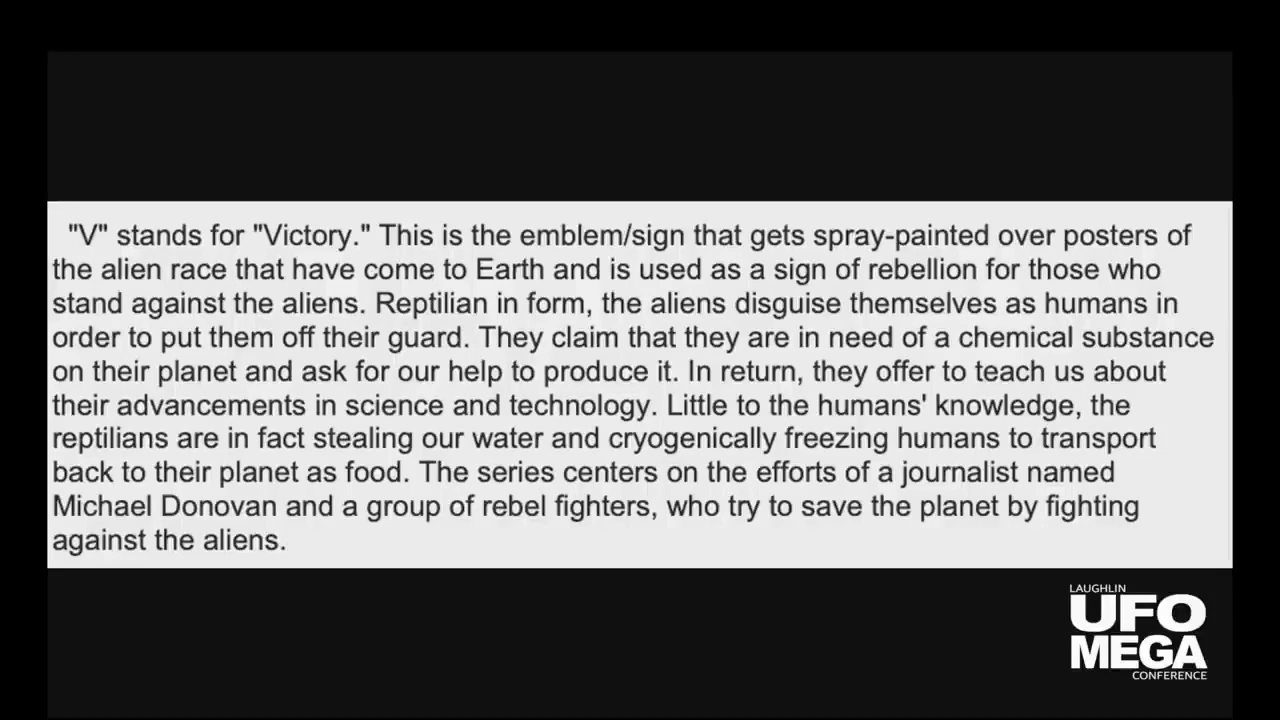 "V" stands for "Victory." This is the emblem/sign that gets spray-painted over posters of
the alien race that have come to Earth and is used as a sign of rebellion for those who
stand against the aliens. Reptilian in form, the aliens disguise themselves as humans in
order to put them off their guard. They claim that they are in need of a chemical substance
on their planet and ask for our help to produce it. In return, they offer to teach us about
their advancements in science and technology. Little to the humans' knowledge, the
reptilians are in fact stealing our water and cryogenically freezing humans to transport
back to their planet as food. The series centers on the efforts of a journalist named
Michael Donovan and a group of rebel fighters, who try to save the planet by fighting
against the aliens.
LAUGHLIN
UFO
MEGA
CONFERENCE